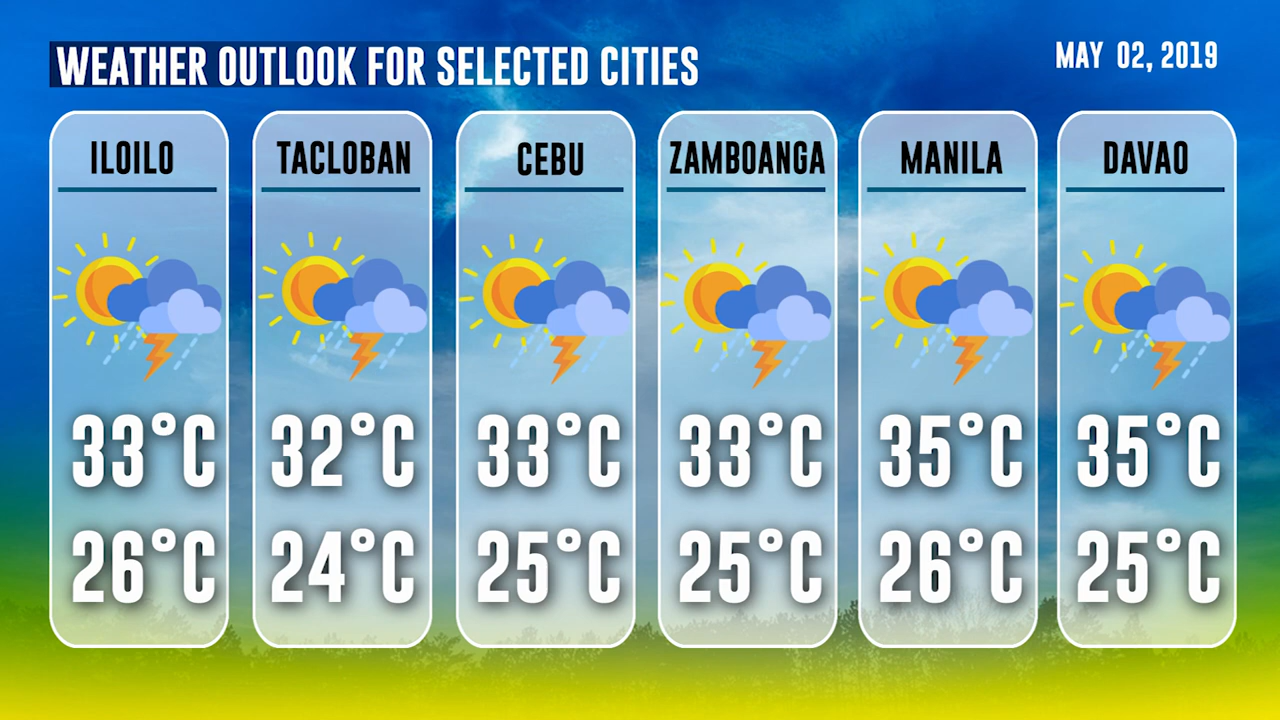 WEATHER OUTLOOK FOR SELECTED CITIES
MAY 02, 2019
ILOILO
33°C
26°C
TACLOBAN
32°C
24°C
CEBU
33°C
25°C
ZAMBOANGA
33°C
25°C
MANILA
35°C
26°C
DAVAO
35°C
25°C